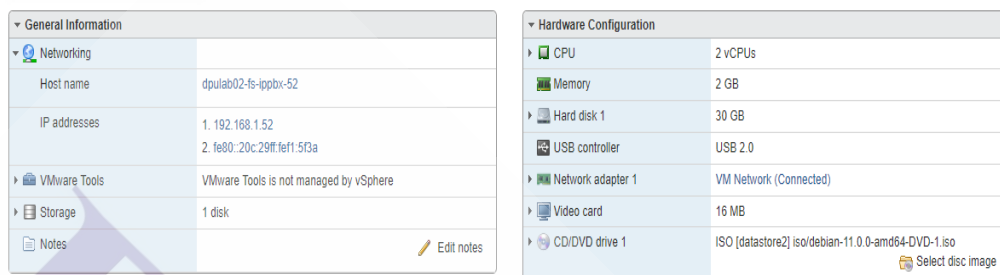 General Information
Networking
Host name dpulab02-fs-ippbx-52
IP addresses 1. 192.168.1.52
2. fe80::20c:29ff:fef1:5f3a
VMware Tools VMware Tools is not managed by vSphere
Storage 1 disk
Notes Edit notes
Hardware Configuration
CPU 2 vCPUs
Memory 2 GB
Hard disk 1 30 GB
USB controller USB 2.0
Network adapter 1 VM Network (Connected)
Video card 16 MB
CD/DVD drive 1 ISO [datastore2] iso/debian-11.0.0-amd64-DVD-1.iso
Select disc image